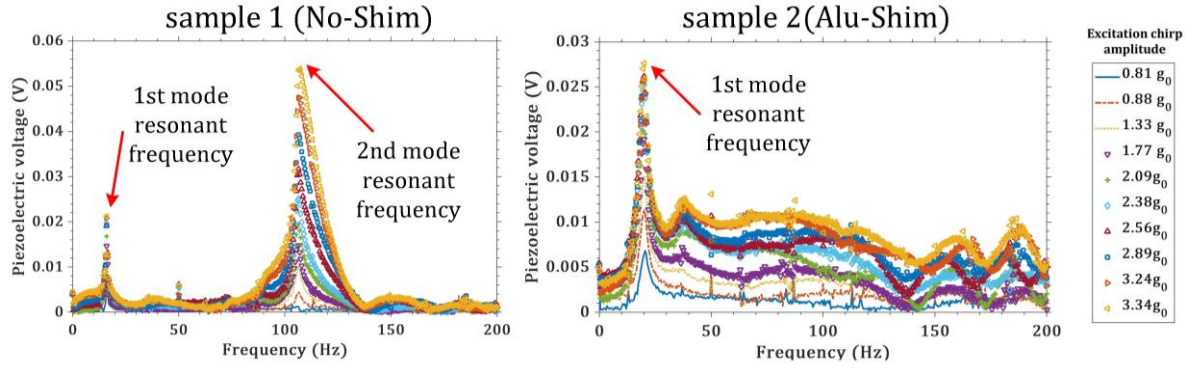 sample 1 (No-Shim)
0.06
0.05
0.04
0.03
0.02
0.01
0
Piezoelectric voltage (V)
1st mode
resonant
frequency
2nd mode
resonant
frequency
0
50
100
150
200
Frequency (Hz)
sample 2(Alu-Shim)
0.03
0.025
0.02
0.015
0.01
0.005
0
Piezoelectric voltage (V)
1st mode
resonant
frequency
0
50
100
150
200
Frequency (Hz)
Excitation chirp
amplitude
0.81 g0
0.88 g0
1.33 g0
1.77 g0
2.09g0
2.38g0
2.56g0
2.89g0
3.24g0
3.34g0